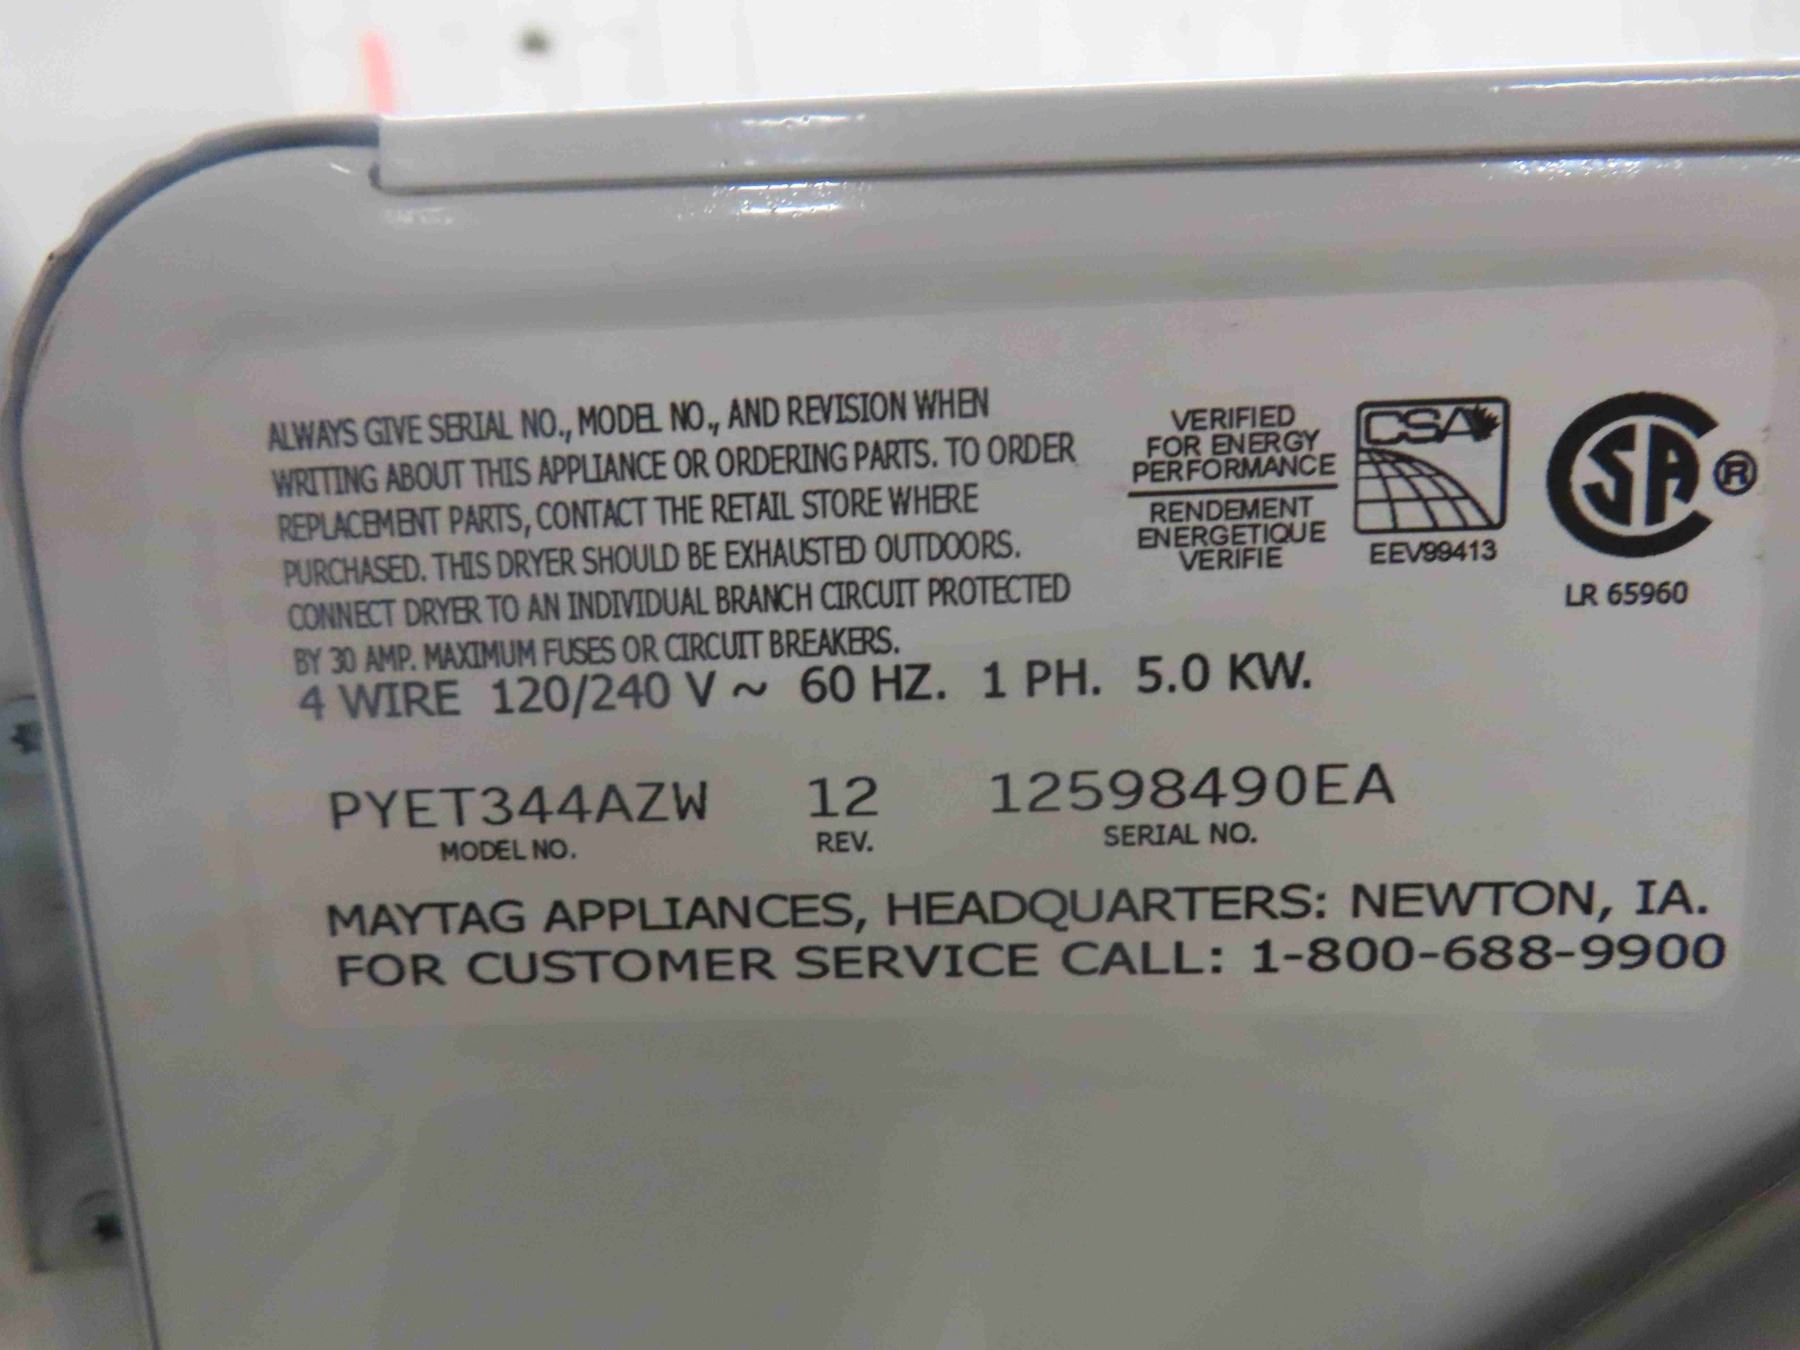 ALWAYS GIVE SERIAL NO., MODEL NO., AND REVISION WHEN
WRITING ABOUT THIS APPLIANCE OR ORDERING PARTS. TO ORDER
REPLACEMENT PARTS, CONTACT THE RETAIL STORE WHERE
PURCHASED. THIS DRYER SHOULD BE EXHAUSTED OUTDOORS.
CONNECT DRYER TO AN INDIVIDUAL BRANCH CIRCUIT PROTECTED
BY 30 AMP. MAXIMUM FUSES OR CIRCUIT BREAKERS.
4 WIRE 120/240 V ~ 60 HZ. 1 PH. 5.0 KW.
VERIFIED
FOR ENERGY
PERFORMANCE
RENDEMENT
ENERGETIQUE
VERIFIE
CSA
EEV99413
SA ®
LR 65960
PYET344AZW 12 12598490EA
MODEL NO. REV. SERIAL NO.
MAYTAG APPLIANCES, HEADQUARTERS: NEWTON, IA.
FOR CUSTOMER SERVICE CALL: 1-800-688-9900